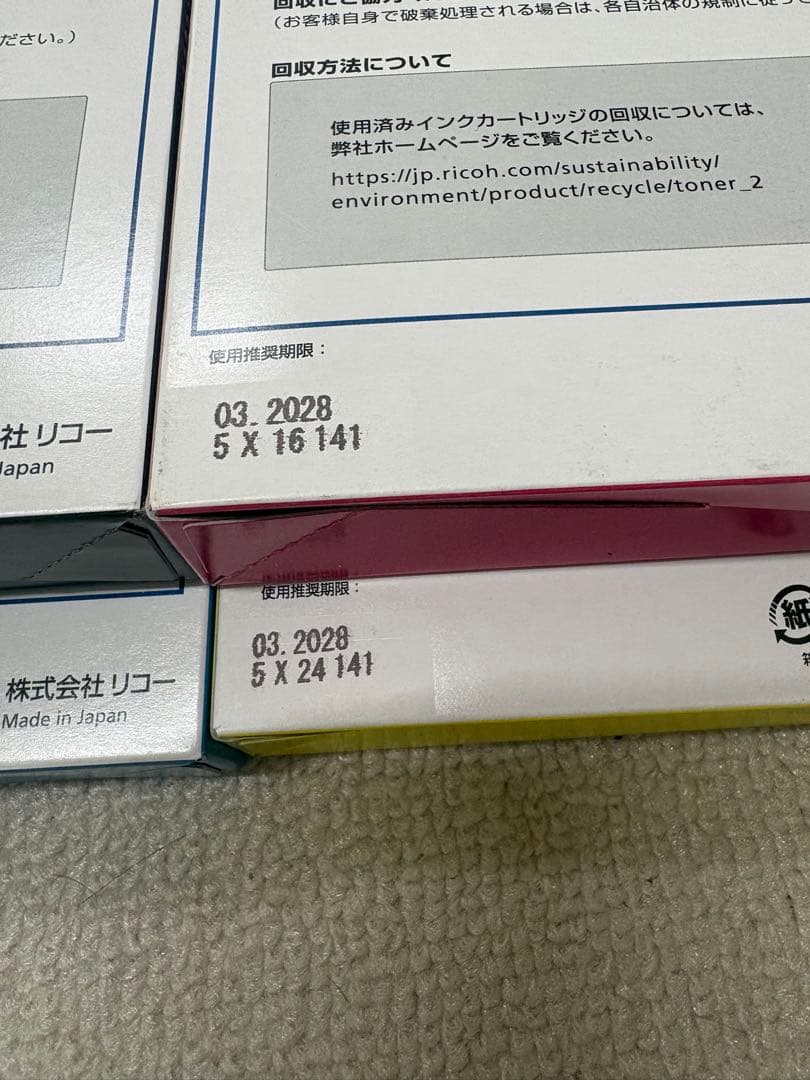 ださい。)
社 リコー
Japan
(お客様自身で破棄処理される場合は、各自治体の規制に従っ
回収方法について
使用済みインクカートリッジの回収については、
弊社ホームページをご覧ください。
https://jp.ricoh.com/sustainability/
environment/product/recycle/toner_2
使用推奨期限：
03. 2028
5 X 16 141
株式会社 リコー
Made in Japan
使用推奨期限：
03. 2028
5 X 24 141
紙